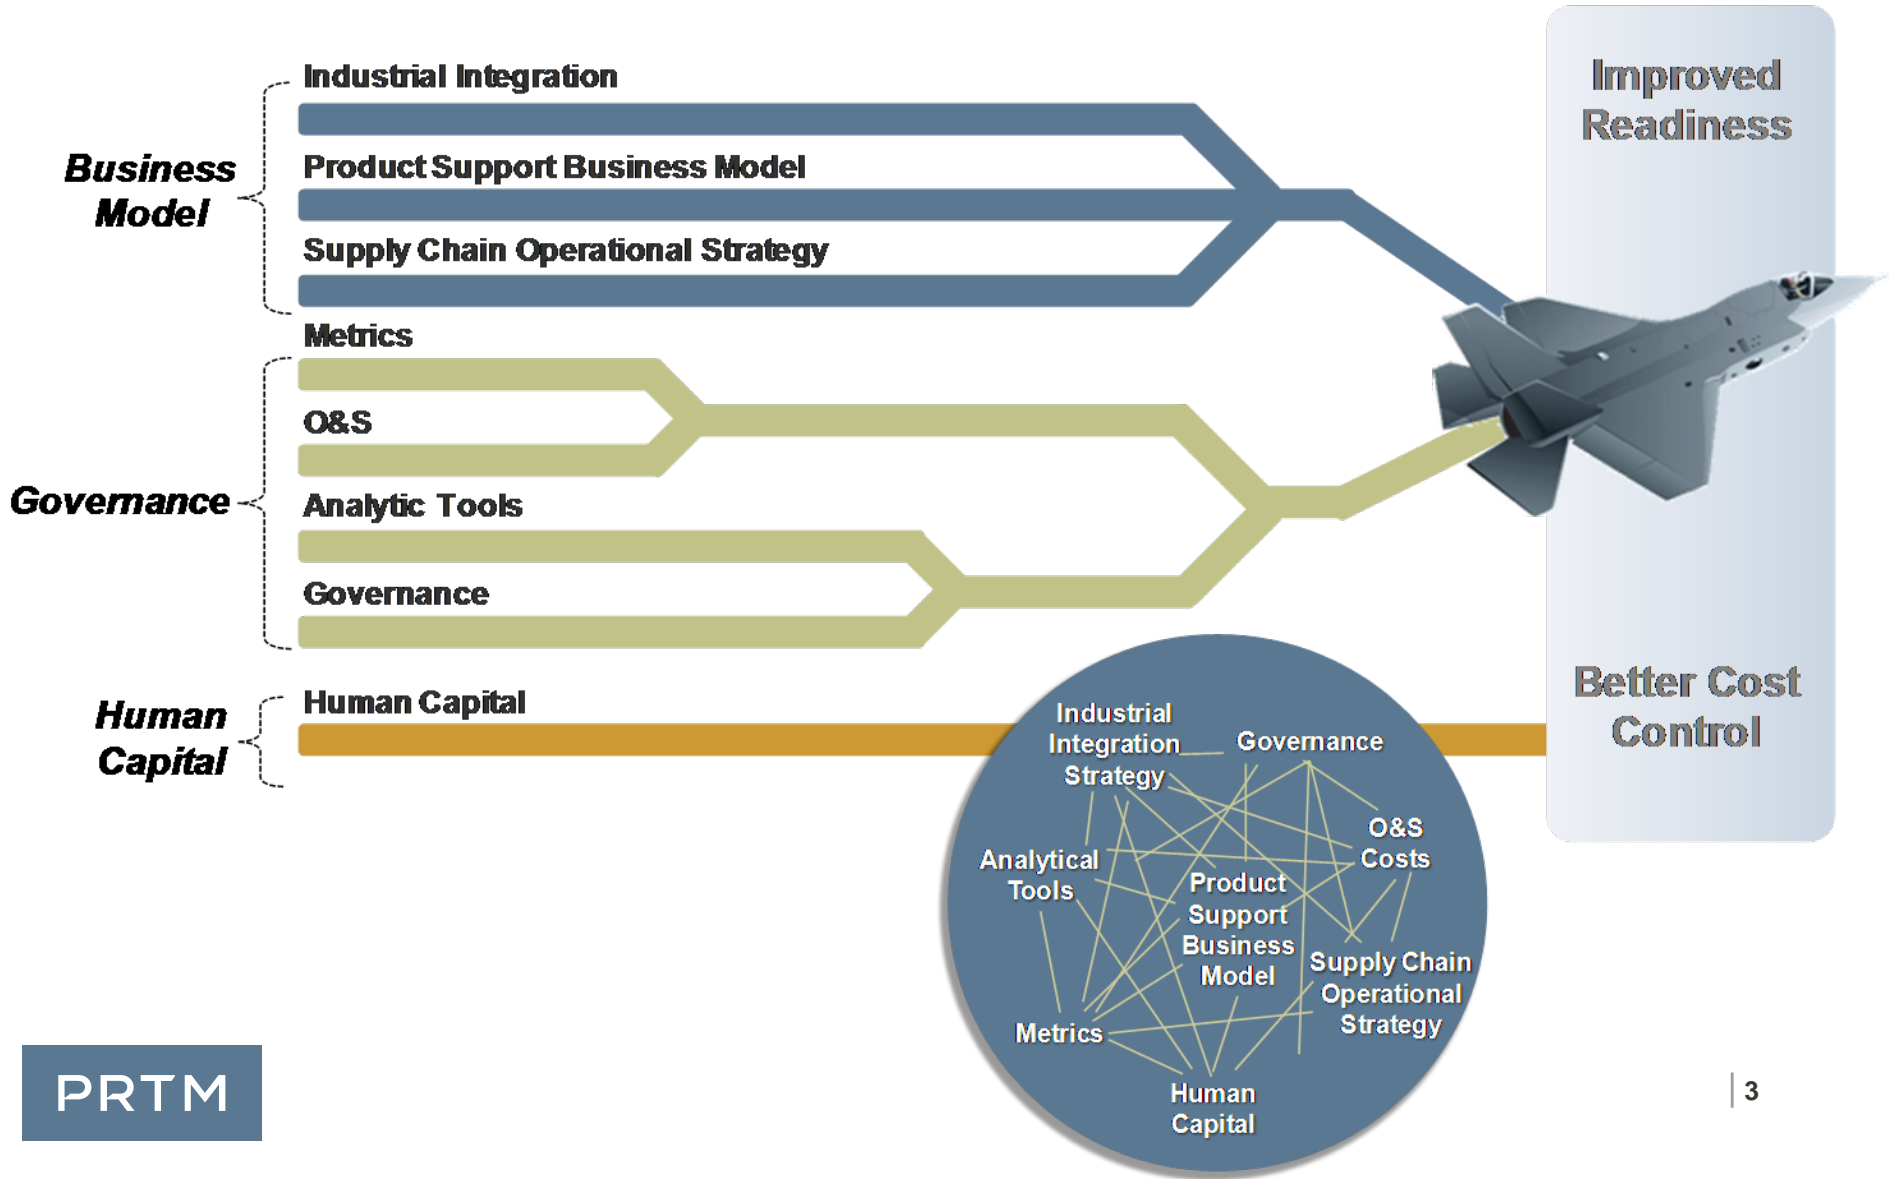 Industrial Integration
Product Support Business Model
Supply Chain Operational Strategy
Business
Model
Metrics
O&S
Analytic Tools
Governance
Governance
Human Capital
Human
Capital
Improved
Readiness
Better Cost
Control
Industrial
Integration
Strategy
Governance
O&S
Costs
Analytical
Tools
Product
Support
Business
Model
Supply Chain
Operational
Strategy
Metrics
Human
Capital
PRTM
3